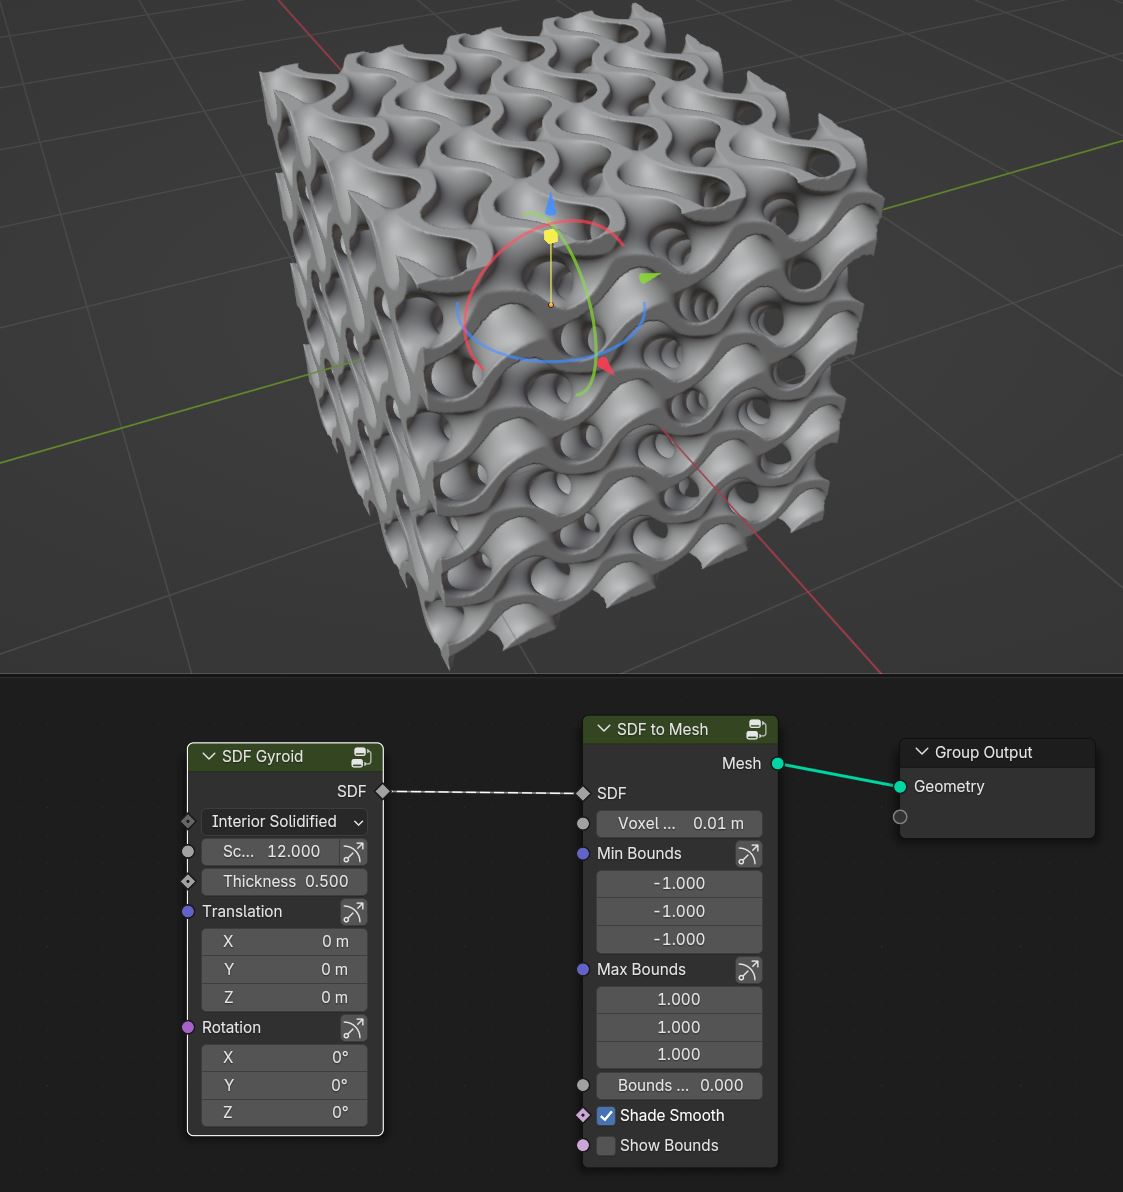 SDF Gyroid
SDF
Interior Solidified
Sc... 12.000
Thickness 0.500
Translation
X 0 m
Y 0 m
Z 0 m
Rotation
X 0°
Y 0°
Z 0°
SDF to Mesh
Mesh
SDF
Voxel ... 0.01 m
Min Bounds
-1.000
-1.000
-1.000
Max Bounds
1.000
1.000
1.000
Bounds ... 0.000
Shade Smooth
Show Bounds
Group Output
Geometry